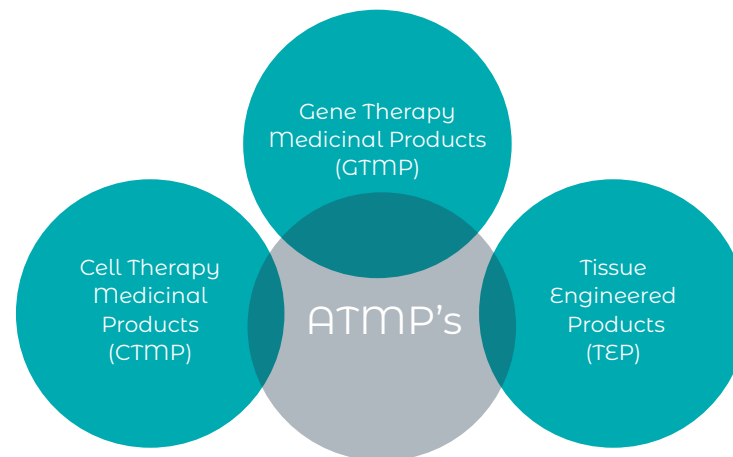 Gene Therapy
Medicinal Products
(GTMP)
Cell Therapy
Medicinal
Products
(CTMP)
ATMP's
Tissue
Engineered
Products
(TEP)